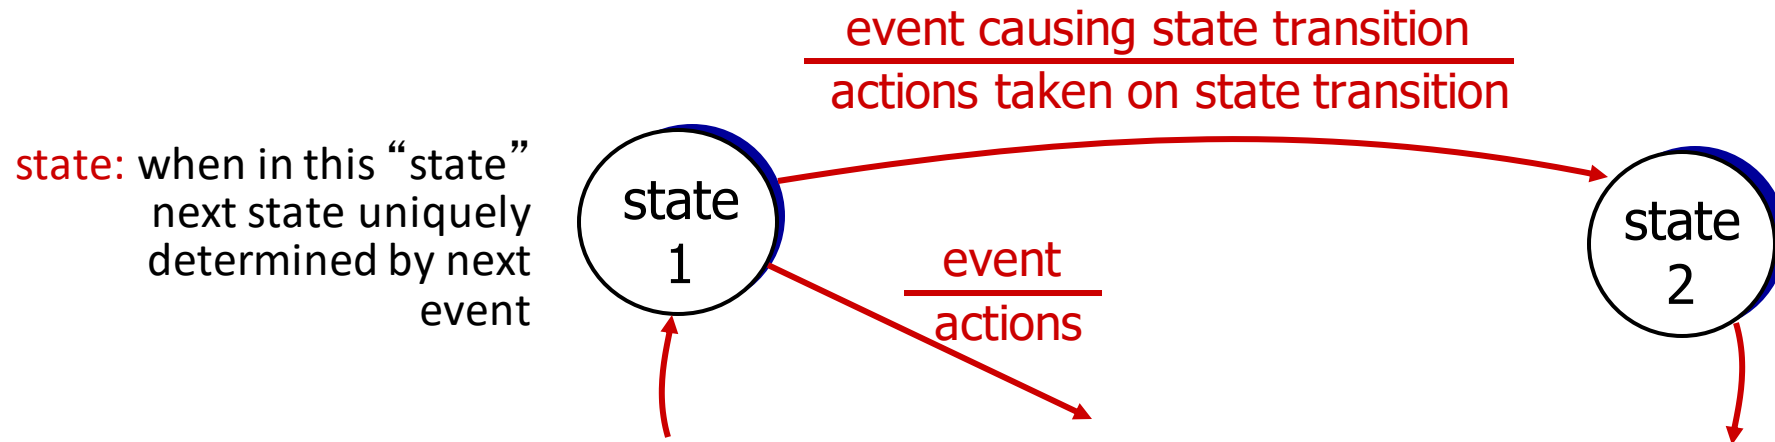 event causing state transition
actions taken on state transition
state: when in this “state”
next state uniquely
determined by next
event
state
1
event
actions
state
2